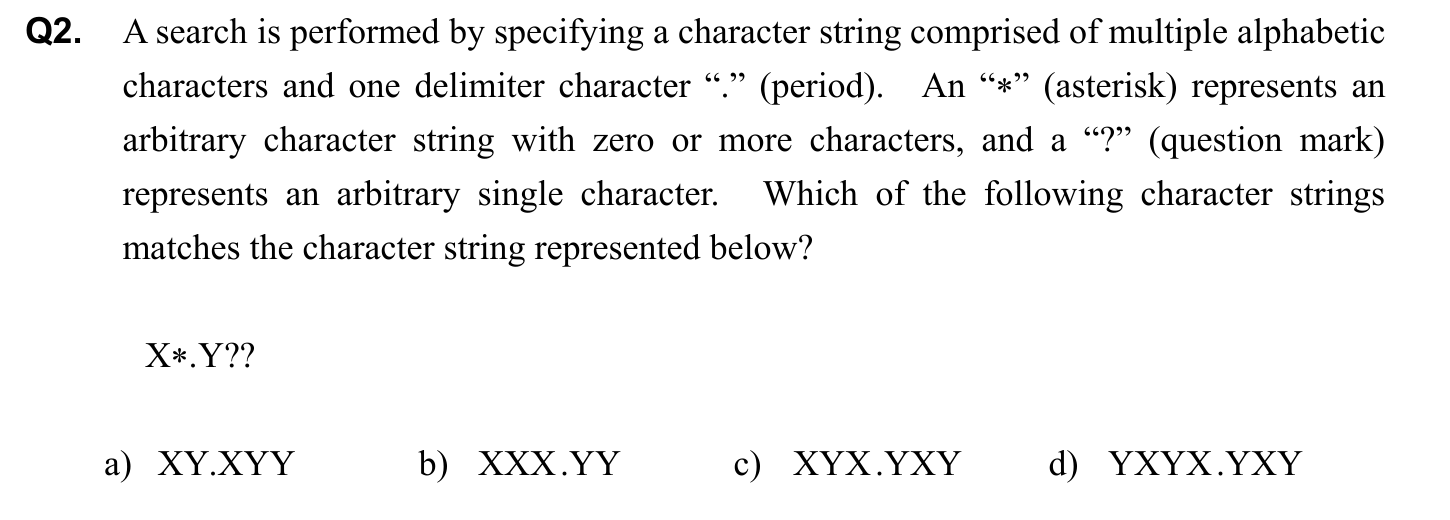 Q2. A search is performed by specifying a character string comprised of multiple alphabetic
characters and one delimiter character “.” (period). An “*” (asterisk) represents an
arbitrary character string with zero or more characters, and a “?” (question mark)
represents an arbitrary single character. Which of the following character strings
matches the character string represented below?
X*.Y??
a) XY.XYY b) XXX.YY c) XYX.YXY d) YXYX.YXY